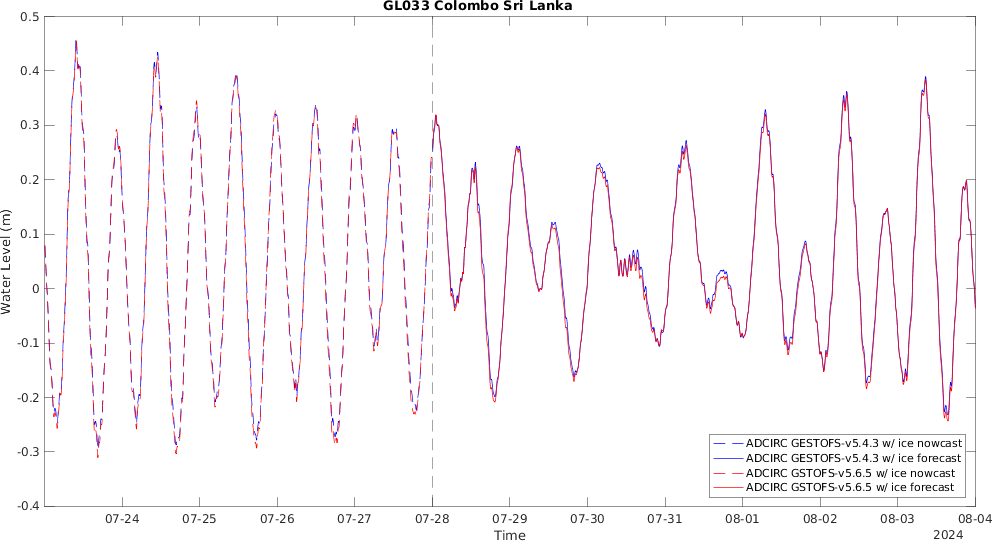 GL033 Colombo Sri Lanka
0.5
0.4
0.3
0.2
0.1
0
-0.1
-0.2
-0.3
-0.4
Water Level (m)
ADCIRC GESTOFS-v5.4.3 w/ ice nowcast
ADCIRC GESTOFS-v5.4.3 w/ ice forecast
ADCIRC GSTOFS-v5.6.5 w/ ice nowcast
ADCIRC GSTOFS-v5.6.5 w/ ice forecast
07-24 07-25 07-26 07-27 07-28 07-29 07-30 07-31 08-01 08-02 08-03 08-04
Time
2024